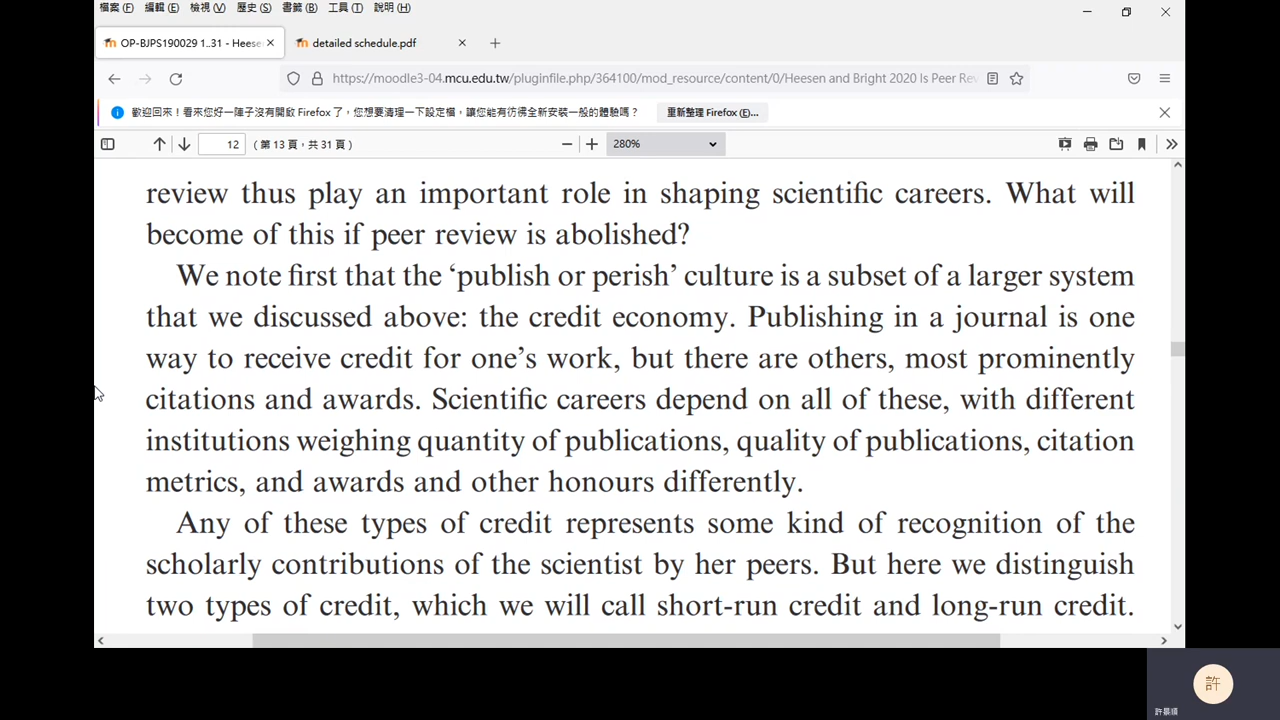 檔案(F) 編輯(E) 檢視(V) 歷史(S) 書籤(B) 工具(T) 說明(H)
OP-BJPS190029 1..31 - Heese
detailed schedule.pdf
https://moodle3-04.mcu.edu.tw/pluginfile.php/364100/mod_resource/content/0/Heesen and Bright 2020 Is Peer Rev
歡迎回來！看來您好一陣子沒有開啟 Firefox 了，您想要清理一下設定檔，讓您能有彷彿全新安裝一般的體驗嗎？
重新整理 Firefox (E)...
12 (第 13 頁，共 31 頁)
280%
review thus play an important role in shaping scientific careers. What will
become of this if peer review is abolished?
We note first that the ‘publish or perish’ culture is a subset of a larger system
that we discussed above: the credit economy. Publishing in a journal is one
way to receive credit for one’s work, but there are others, most prominently
citations and awards. Scientific careers depend on all of these, with different
institutions weighing quantity of publications, quality of publications, citation
metrics, and awards and other honours differently.
Any of these types of credit represents some kind of recognition of the
scholarly contributions of the scientist by her peers. But here we distinguish
two types of credit, which we will call short-run credit and long-run credit.
許